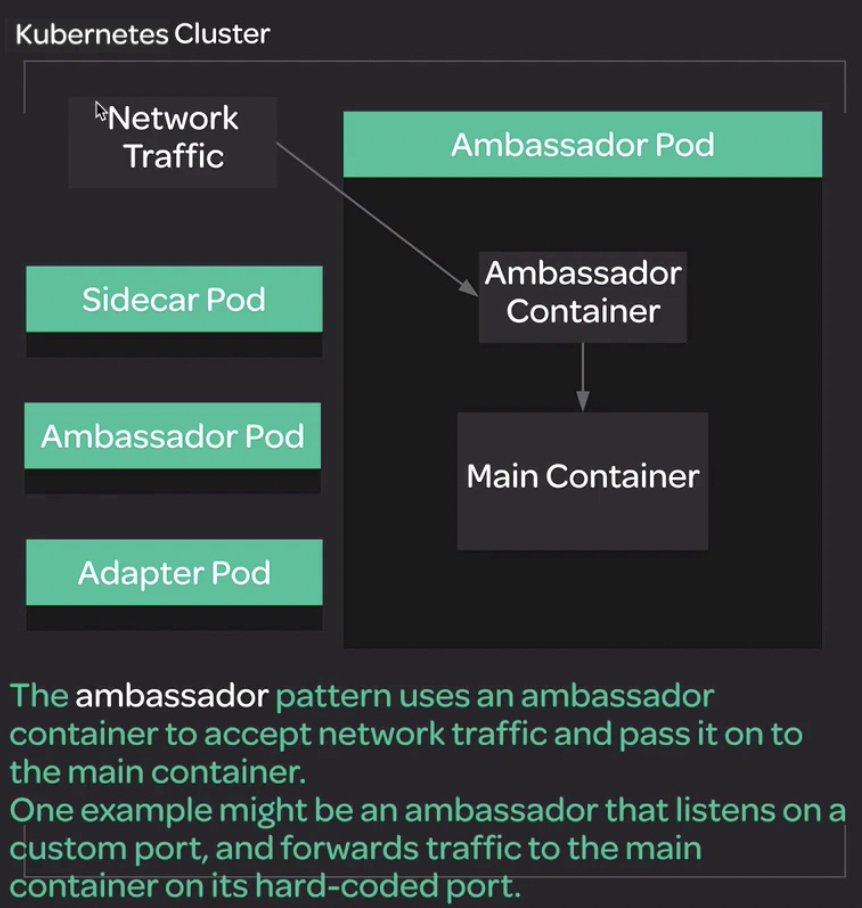 Kubernetes Cluster
Network
Traffic
Ambassador Pod
Ambassador
Container
Main Container
Sidecar Pod
Ambassador Pod
Adapter Pod
The ambassador pattern uses an ambassador
container to accept network traffic and pass it on to
the main container.
One example might be an ambassador that listens on a
custom port, and forwards traffic to the main
container on its hard-coded port.